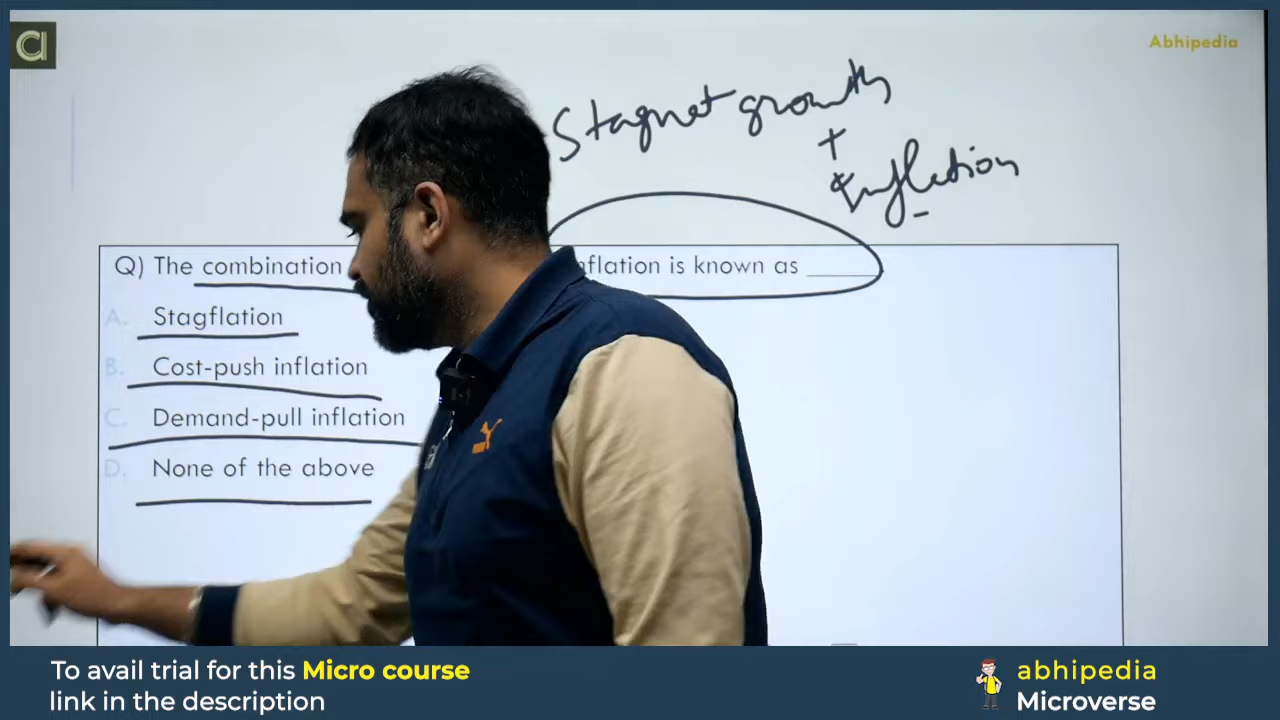 Abhipedia
Stagnet growth
+
Inflation
Q) The combination
nflation is known as ______
A. Stagflation
B. Cost-push inflation
C. Demand-pull inflation
D. None of the above
To avail trial for this Micro course
link in the description
abhipedia
Microverse